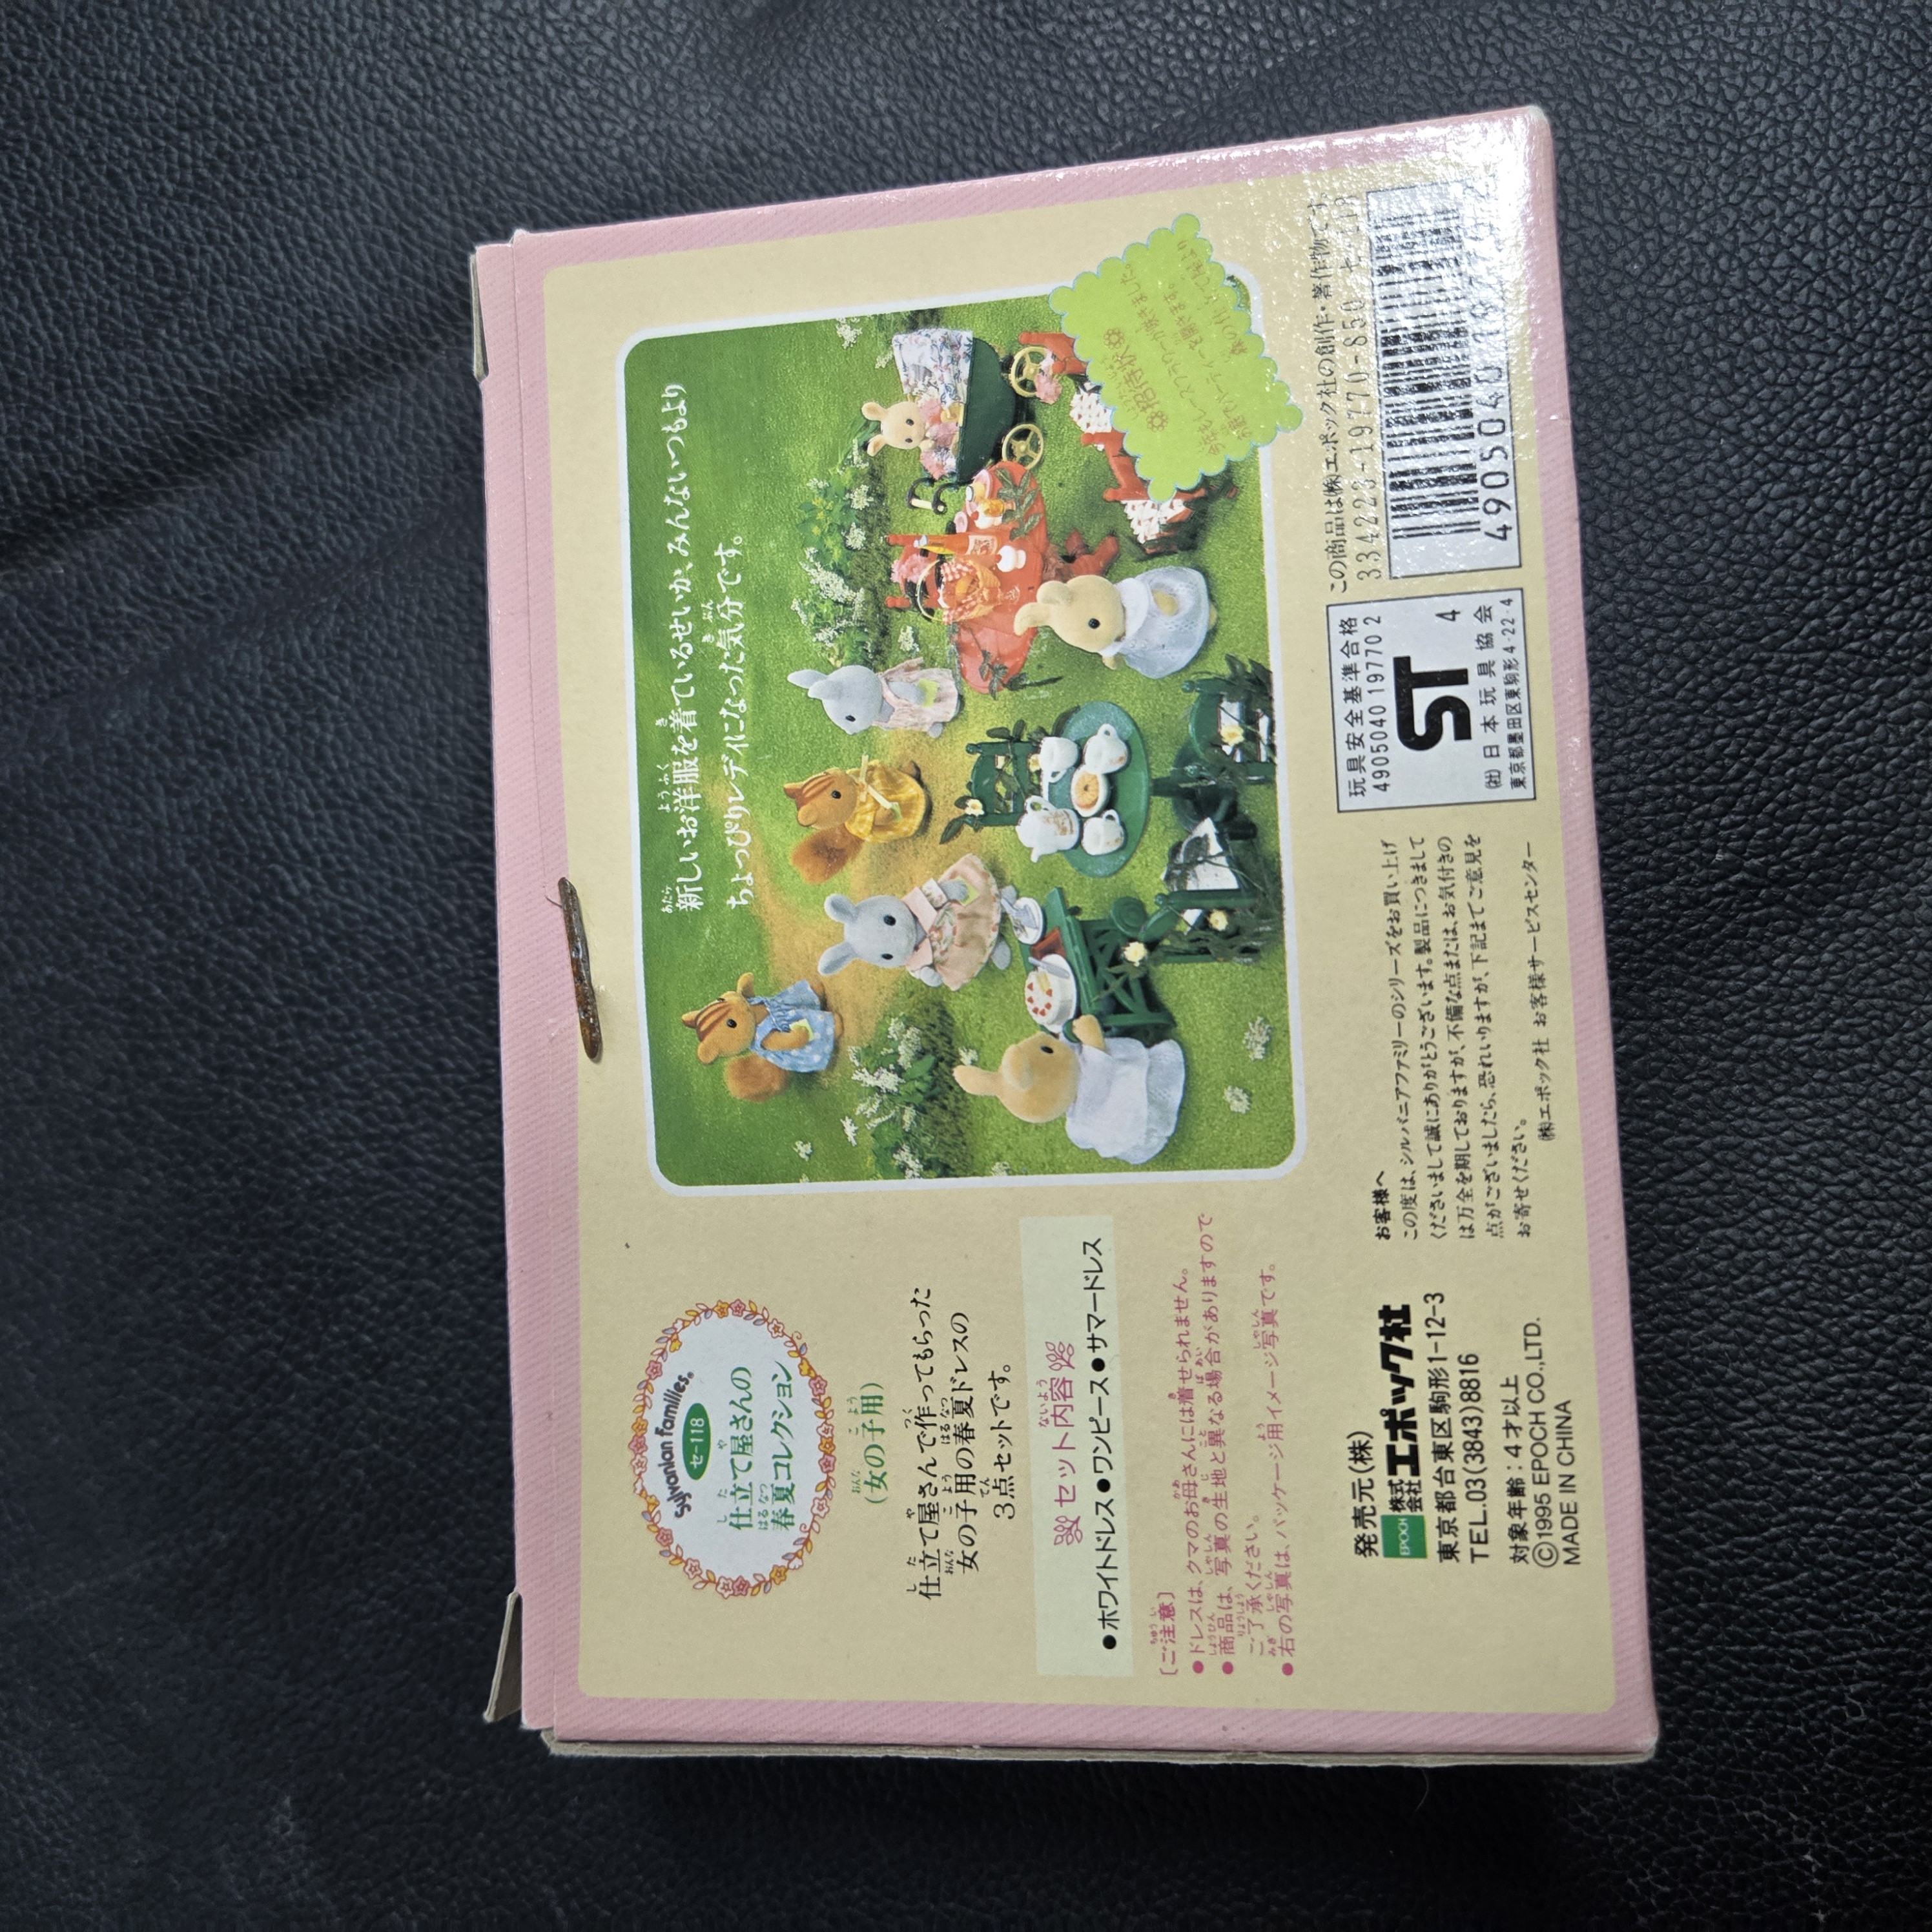 sylvanian families®
セ-118
仕立て屋さんの
春夏コレクション
(女の子用)
仕立て屋さんで作ってもらった
女の子用の春夏ドレスの
3点セットです。
セット内容
●ホワイトドレス●ワンピース●サマードレス
〔ご注意〕
●ドレスは、クマのお母さんには着せられません。
●商品は、写真の生地と異なる場合がありますので
ご了承ください。
●右の写真は、パッケージ用イメージ写真です。
新しいお洋服を着ているせいか、みんないつもより
ちょっぴりレディになった気分です。
招待状
発売元(株)
EPOCH 株式会社エポック社
東京都台東区駒形1-12-3
TEL.03(3843)8816
対象年齢:4才以上
©1995 EPOCH CO.,LTD.
MADE IN CHINA
お客様へ
この度は、シルバニアファミリーのシリーズをお買い上げ
くださいまして誠にありがとうございます。製品につきまして
は万全を期しておりますが、不備な点または、お気付きの
点がございましたら、恐れいりますが、下記までご意見を
お寄せください。
(株)エポック社 お客様サービスセンター
玩具安全基準合格
4905040197702
ST 4
(社)日本玩具協会
東京都墨田区東駒形4-22-4
この商品は(株)エポック社の創作・著作物です。
334223-19770-850
4905040